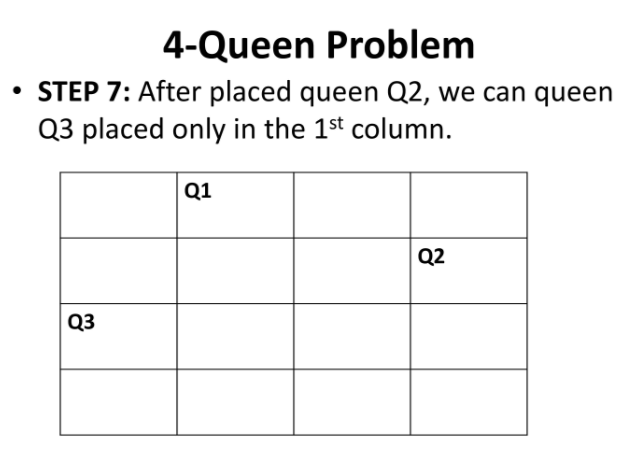 4-Queen Problem
• STEP 7: After placed queen Q2, we can queen
Q3 placed only in the 1st column.
Q1
Q2
Q3